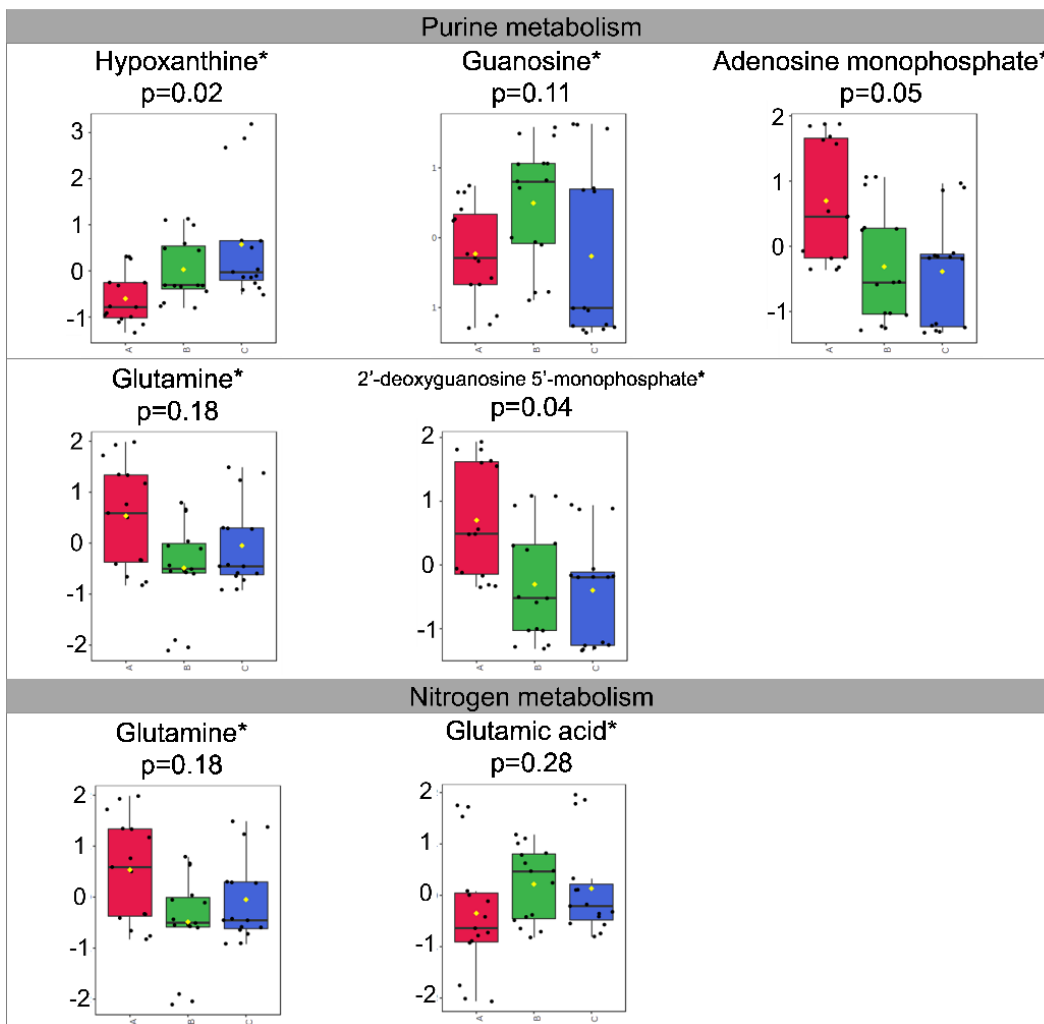 Purine metabolism
Hypoxanthine* Guanosine* Adenosine monophosphate*
p=0.02 p=0.11 p=0.05
3
2
1
0
-1
A B C
1
0
1
A B C
2
1
0
-1
A B C
Glutamine* 2'-deoxyguanosine 5'-monophosphate*
p=0.18 p=0.04
2
1
0
-1
-2
A B C
2
1
0
-1
A B C
Nitrogen metabolism
Glutamine* Glutamic acid*
p=0.18 p=0.28
2
1
0
-1
-2
A B C
2
1
0
-1
-2
A B C